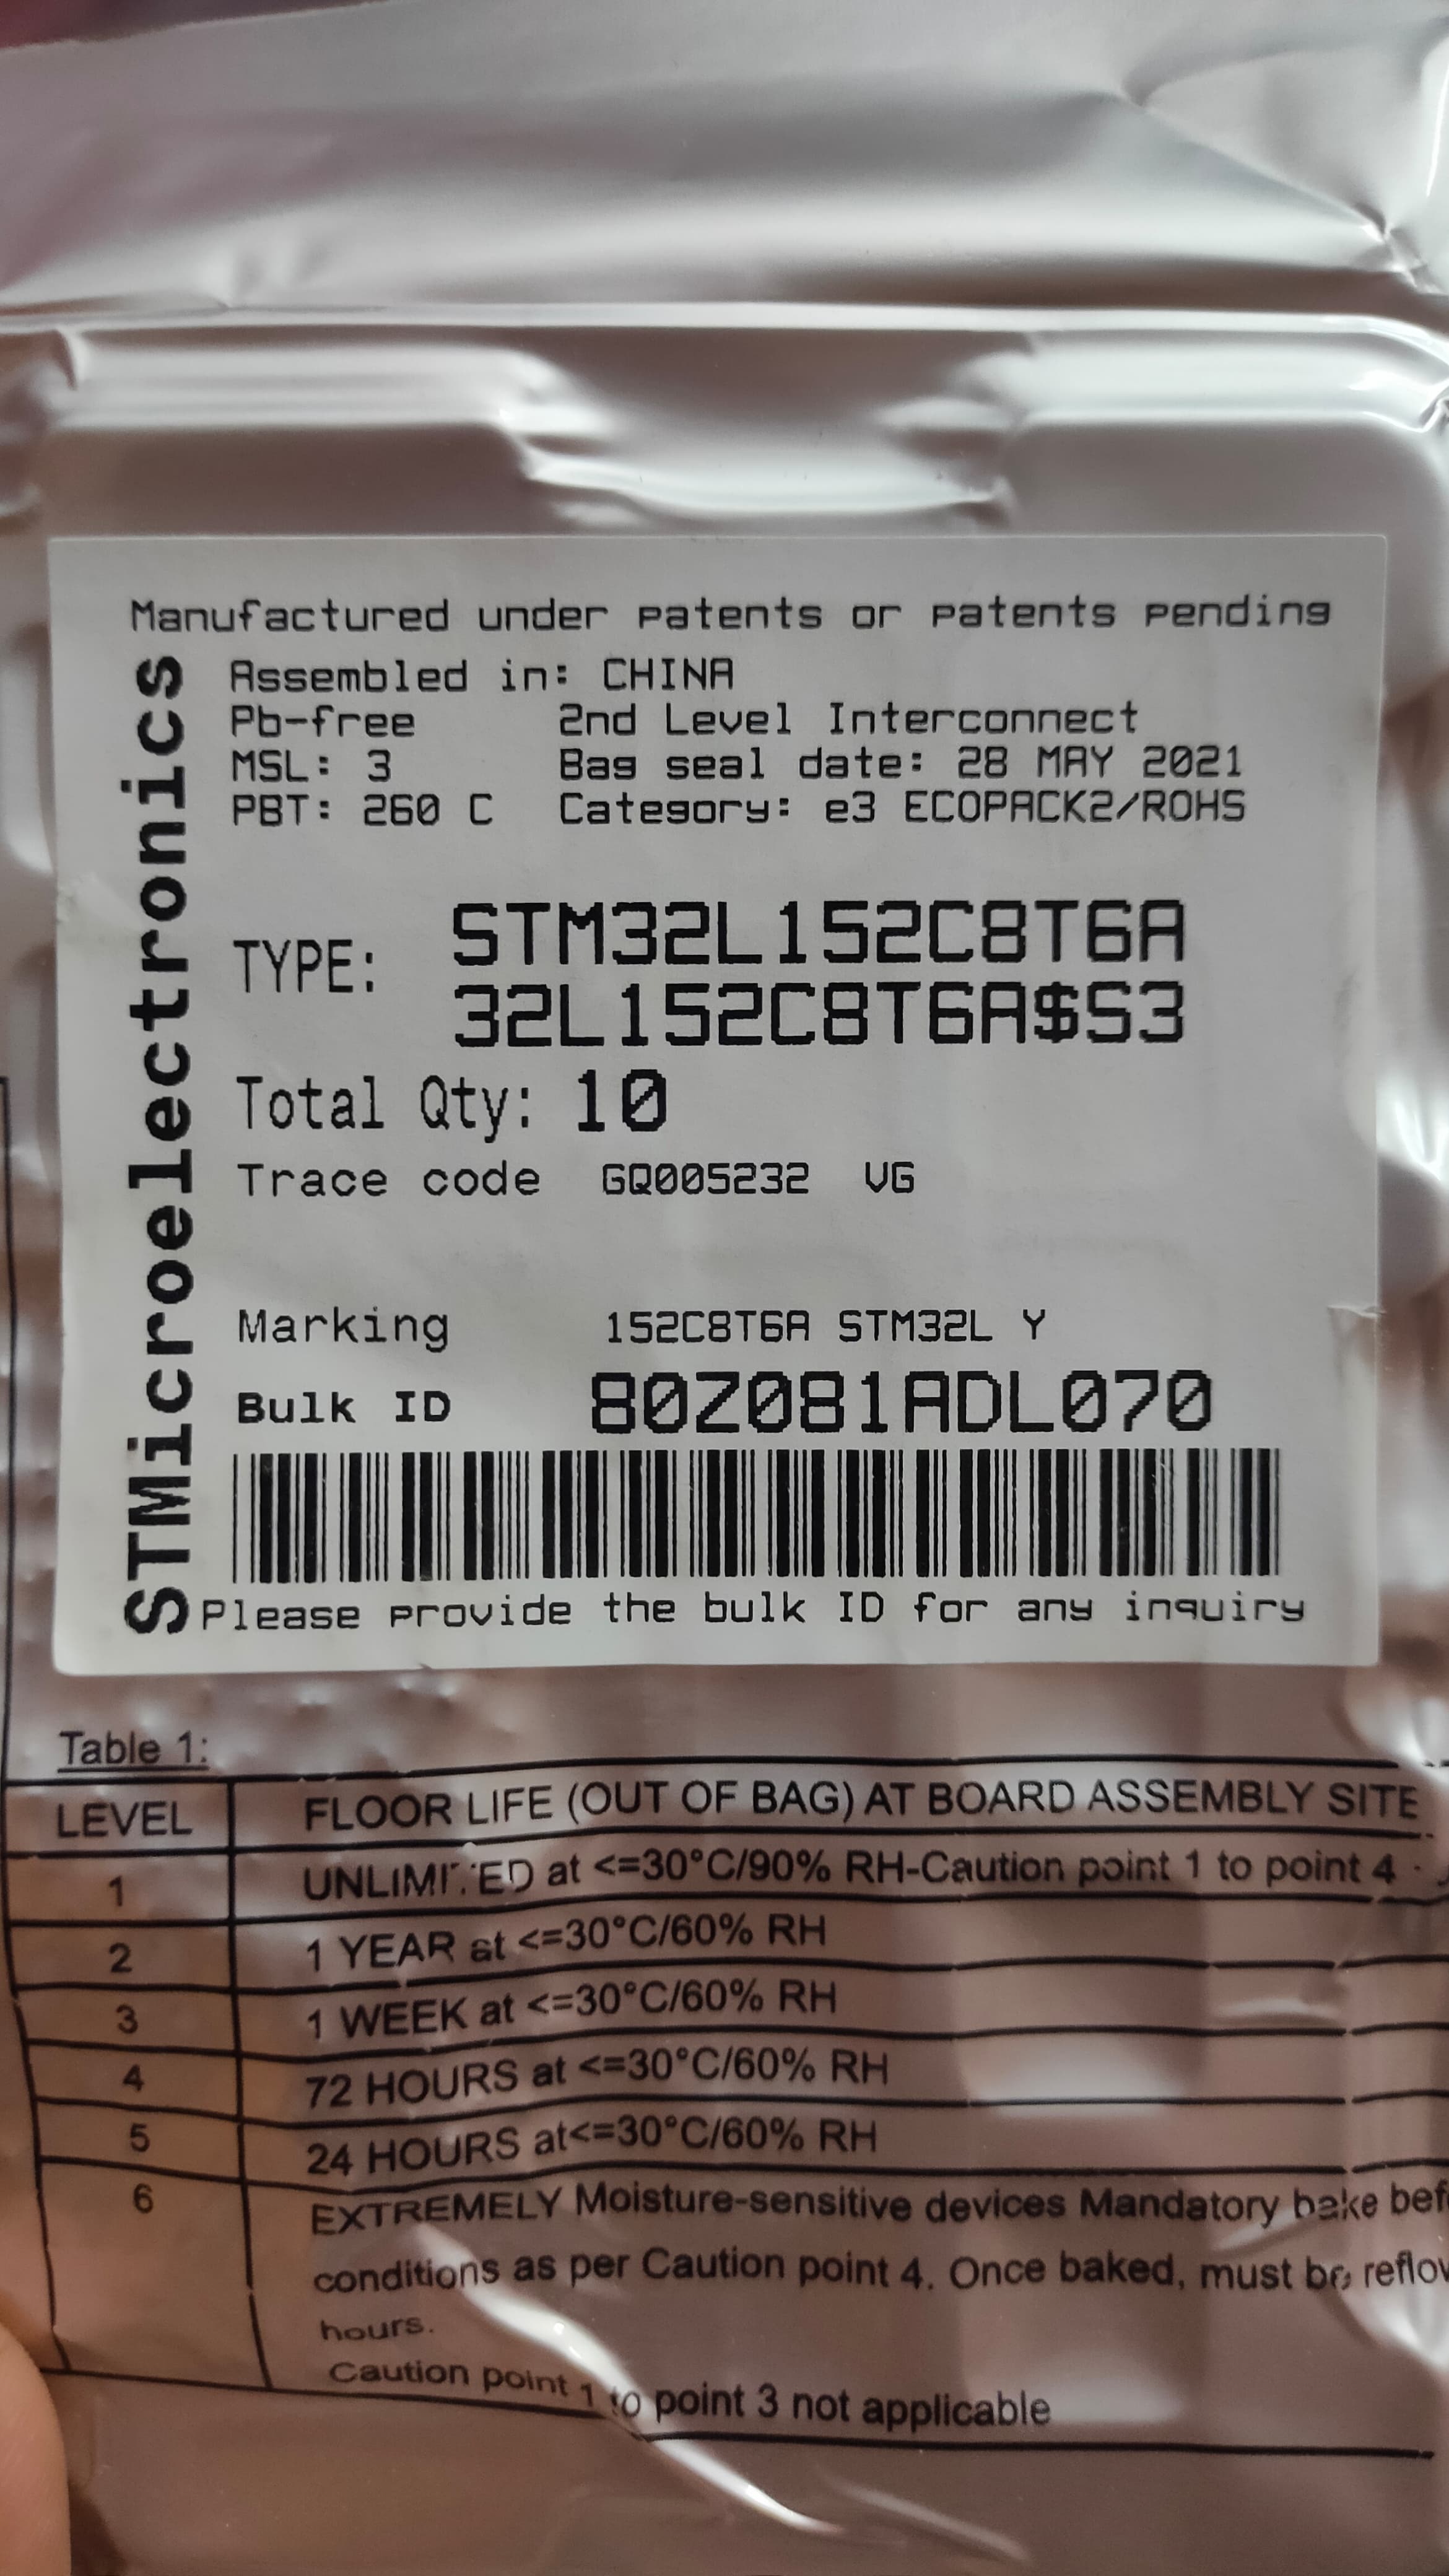 Manufactured under patents or patents pending
STMicroelectronics
Assembled in: CHINA
Pb-free 2nd Level Interconnect
MSL: 3 Bag seal date: 28 MAY 2021
PBT: 260 C Category: e3 ECOPACK2/ROHS
TYPE: STM32L152C8T6A
32L152C8T6A$S3
Total Qty: 10
Trace code GQ005232 VG
Marking 152C8T6A STM32L Y
Bulk ID 80Z081ADL070
Please provide the bulk ID for any inquiry
Table 1:
LEVEL FLOOR LIFE (OUT OF BAG) AT BOARD ASSEMBLY SITE
1 UNLIMITED at <=30°C/90% RH-Caution point 1 to point 4
2 1 YEAR at <=30°C/60% RH
3 1 WEEK at <=30°C/60% RH
4 72 HOURS at <=30°C/60% RH
5 24 HOURS at<=30°C/60% RH
6 EXTREMELY Moisture-sensitive devices Mandatory bake
conditions as per Caution point 4. Once baked, must be
hours.
Caution point 1 to point 3 not applicable